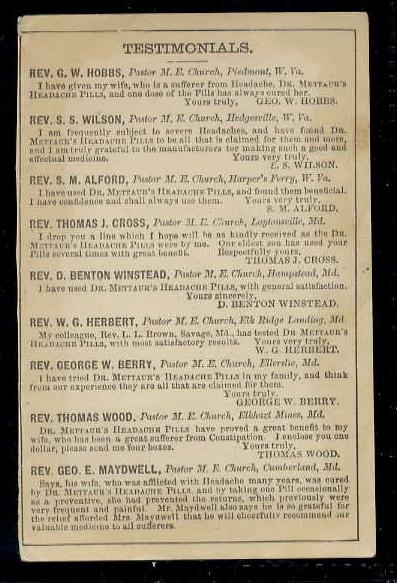 TESTIMONIALS.
REV. G. W. HOBBS, Pastor M. E. Church, Piedmont, W. Va.
I have given my wife, who is a sufferer from Headache, DR. METTAUR'S
HEADACHE PILLS, and one dose of the Pills has always cured her.
Yours truly, GEO. W. HOBBS.
REV. S. S. WILSON, Pastor M. E. Church, Hedgesville, W. Va.
I am frequently subject to severe Headaches, and have found DR.
METTAUR'S HEADACHE PILLS to be all that is claimed for them and more,
and I am truly grateful to the manufacturers for making such a good and
effectual medicine. Yours very truly,
S. S. WILSON.
REV. S. M. ALFORD, Pastor M. E. Church, Harper's Ferry, W. Va.
I have used DR. METTAUR'S HEADACHE PILLS, and found them beneficial.
I have confidence and shall always use them. Yours very truly,
S. M. ALFORD.
REV. THOMAS J. CROSS, Pastor M. E. Church, Laytonsville, Md.
I drop you a line which I hope will be as kindly received as the DR.
METTAUR'S HEADACHE PILLS were by me. Our eldest son has used your
Pills several times with great benefit. Respectfully yours,
THOMAS J. CROSS.
REV. D. BENTON WINSTEAD, Pastor M. E. Church, Hampstead, Md.
I have used DR. METTAUR'S HEADACHE PILLS, with general satisfaction.
Yours sincerely,
D. BENTON WINSTEAD.
REV. W. G. HERBERT, Pastor M. E. Church, Elk Ridge Landing, Md.
My colleague, Rev. L. L. Brown, Savage, Md., has tested DR METTAUR'S
HEADACHE PILLS, with most satisfactory results. Yours very truly,
W. G. HERBERT.
REV. GEORGE W. BERRY, Pastor M. E. Church, Ellerslie, Md.
I have tried DR. METTAUR'S HEADACHE PILLS in my family, and think
from our experience they are all that are claimed for them.
Yours truly,
GEORGE W. BERRY.
REV. THOMAS WOOD, Pastor M. E. Church, Elkhart Mines, Md.
DR. METTAUR'S HEADACHE PILLS have proved a great benefit to my
wife, who has been a great sufferer from Constipation. I enclose you one
dollar, please send me four boxes. Yours truly,
THOMAS WOOD.
REV. GEO. E. MAYDWELL, Pastor M. E. Church, Cumberland, Md.
Says, his wife, who was afflicted with Headache many years, was cured
by DR. METTAUR'S HEADACHE PILLS, and by taking one Pill occasionally
as a preventive, she had prevented the returns, which previously were
very frequent and painful. Mr. Maydwell also says he is so grateful for
the relief afforded Mrs. Maydwell that he will cheerfully recommend our
valuable medicine to all sufferers.